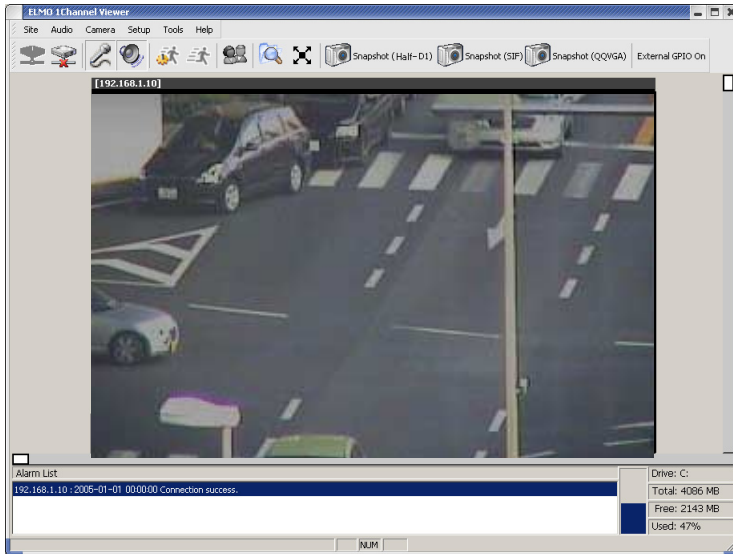 ELMO 1Channel Viewer
Site Audio Camera Setup Tools Help
Snapshot (Half-D1) Snapshot (SIF) Snapshot (QQVGA) External GPIO On
[192.168.1.10]
Alarm List
192.168.1.10 : 2005-01-01 00:00:00 Connection success.
Drive: C:
Total: 4086 MB
Free: 2143 MB
Used: 47%
NUM